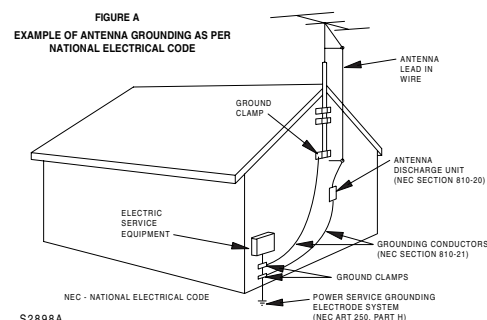 FIGURE A
EXAMPLE OF ANTENNA GROUNDING AS PER
NATIONAL ELECTRICAL CODE
ANTENNA
LEAD IN
WIRE
GROUND
CLAMP
ANTENNA
DISCHARGE UNIT
(NEC SECTION 810-20)
ELECTRIC
SERVICE
EQUIPMENT
GROUNDING CONDUCTORS
(NEC SECTION 810-21)
GROUND CLAMPS
NEC - NATIONAL ELECTRICAL CODE
POWER SERVICE GROUNDING
ELECTRODE SYSTEM
(NEC ART 250, PART H)
S2898A